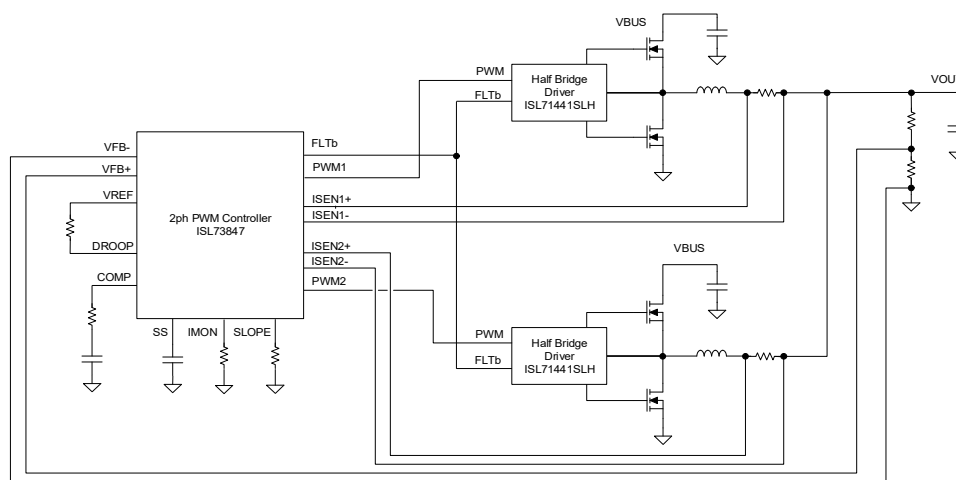 VBUS
PWM
FLTb
Half Bridge
Driver
ISL71441SLH
VOU
VFB-
VFB+
VREF
DROOP
COMP
2ph PWM Controller
ISL73847
SS
IMON
SLOPE
FLTb
PWM1
ISEN1+
ISEN1-
ISEN2+
ISEN2-
PWM2
VBUS
PWM
FLTb
Half Bridge
Driver
ISL71441SLH